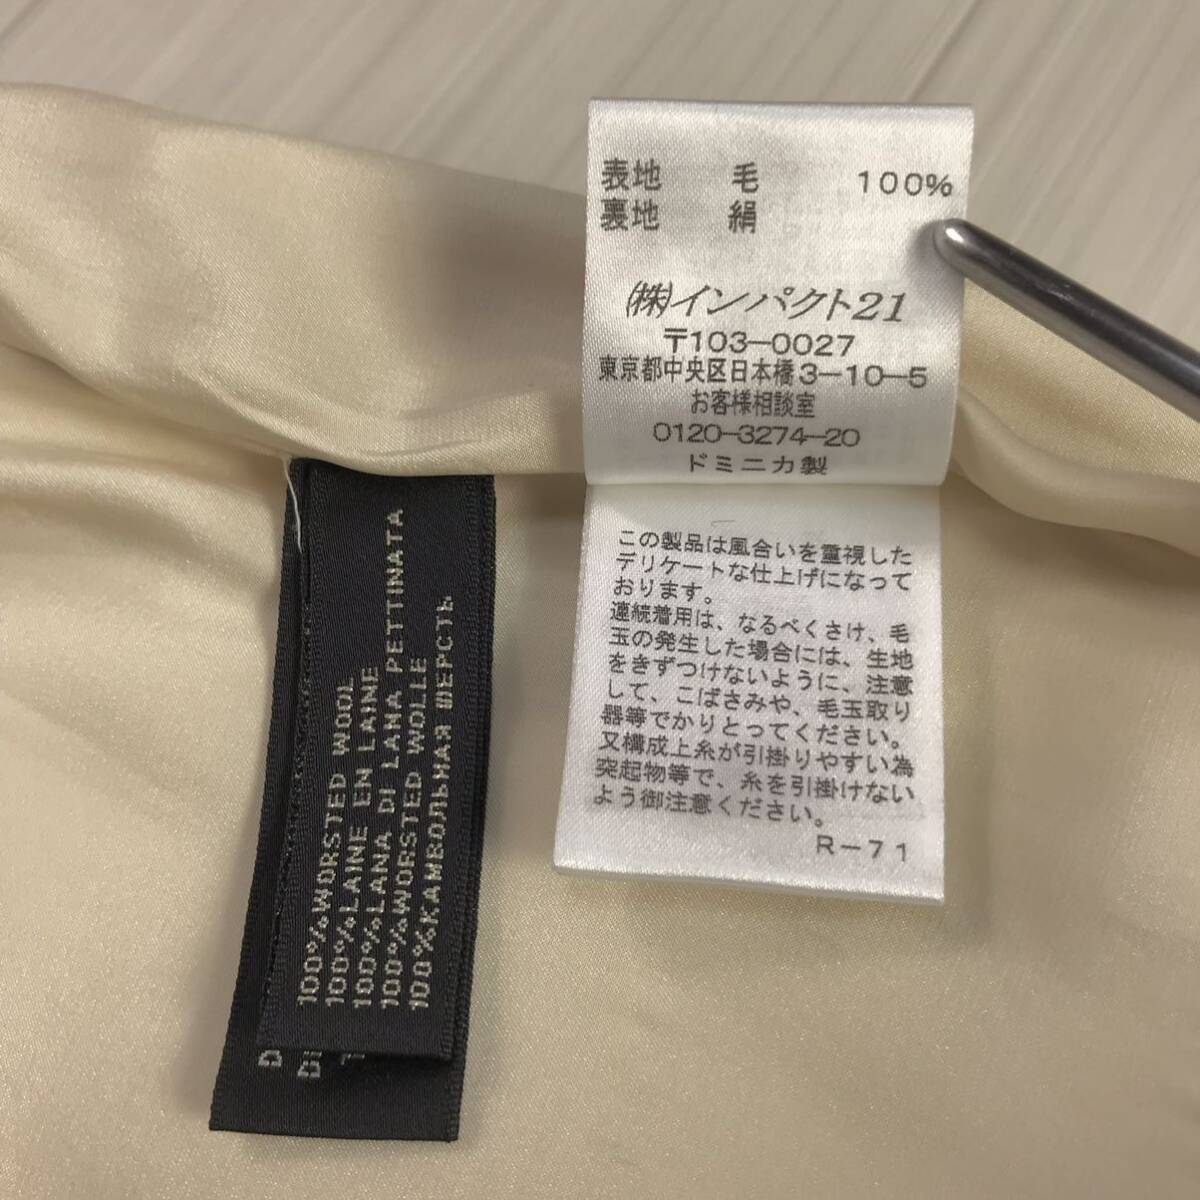 表地 毛 100%
裏地 絹
㈱インパクト21
〒103-0027
東京都中央区日本橋3-10-5
お客様相談室
0120-3274-20
ドミニカ製
この製品は風合いを重視した
デリケートな仕上げになって
おります。
連続着用は、なるべくさけ、毛
玉の発生した場合には、生地
をきずつけないように、注意
して、こばさみや、毛玉取り
器等でかりとってください。
又構成上糸が引掛りやすい為
突起物等で、糸を引掛けない
よう御注意ください。
R-71
100% WORSTED WOOL
100% LAINE EN LAINE
100% LANA DI LANA PETTINATA
100% WORSTED WOLLE
100% КАМВОЛЬНАЯ ШЕРСТЬ